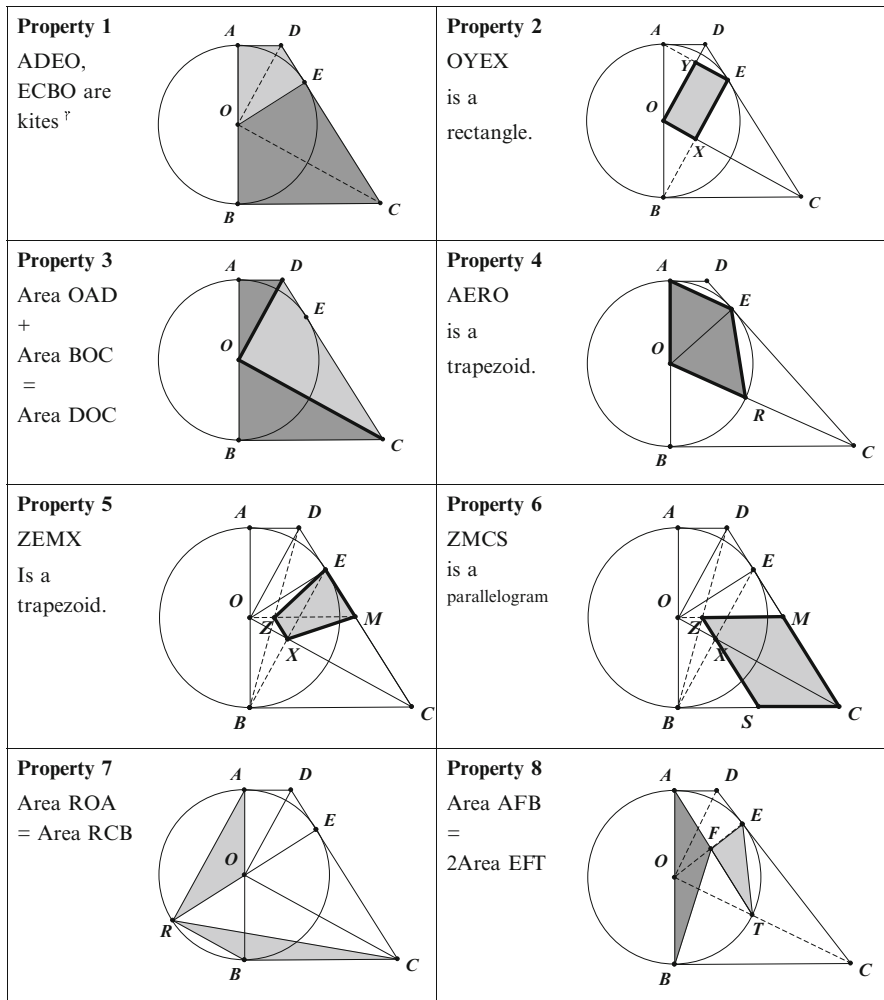 Property 1
ADEO,
ECBO are
kites ۲
A
D
E
O
B
C
Property 2
OYEX
is a
rectangle.
A
D
Y
E
O
X
B
C
Property 3
Area OAD
+
Area BOC
=
Area DOC
A
D
E
O
B
C
Property 4
AERO
is a
trapezoid.
A
D
E
O
R
B
C
Property 5
ZEMX
Is a
trapezoid.
A
D
E
O
Z
M
X
B
C
Property 6
ZMCS
is a
parallelogram
A
D
E
O
Z
M
X
B
S
C
Property 7
Area ROA
= Area RCB
A
D
E
O
R
B
C
Property 8
Area AFB
=
2Area EFT
A
D
E
F
O
T
B
C